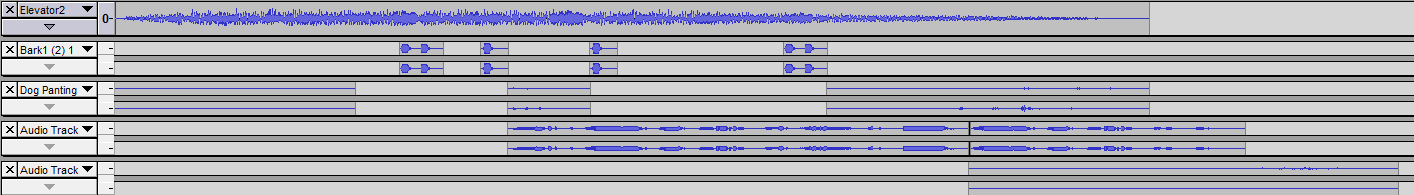 Elevator2
0-
Bark1 (2) 1
Dog Panting
Audio Track
Audio Track